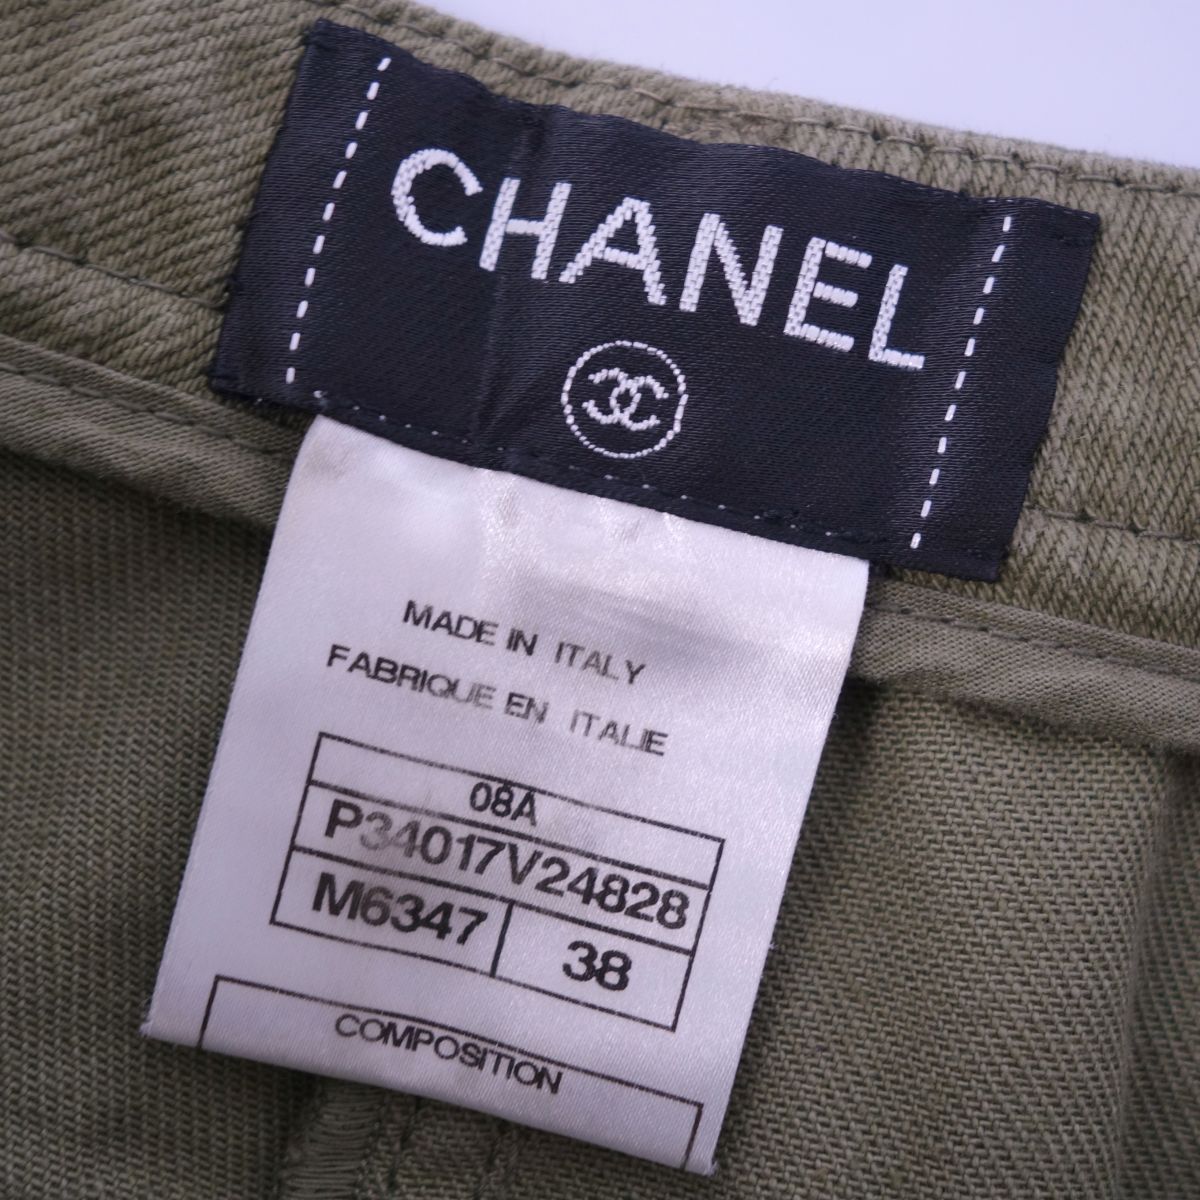 CHANEL
MADE IN ITALY
FABRIQUE EN ITALIE
08A
P34017V24828
M6347 38
COMPOSITION